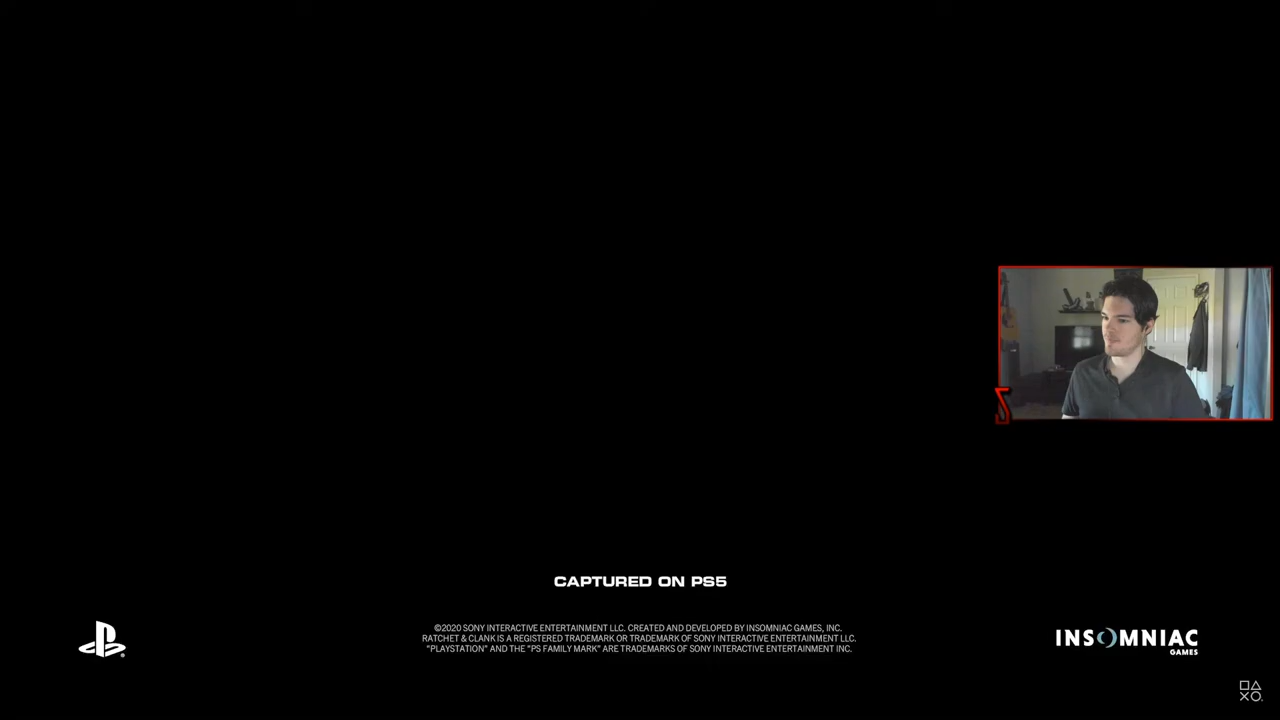 CAPTURED ON PS5
©2020 SONY INTERACTIVE ENTERTAINMENT LLC. CREATED AND DEVELOPED BY INSOMNIAC GAMES, INC.
RATCHET & CLANK IS A REGISTERED TRADEMARK OR TRADEMARK OF SONY INTERACTIVE ENTERTAINMENT LLC.
"PLAYSTATION" AND THE "PS FAMILY MARK" ARE TRADEMARKS OF SONY INTERACTIVE ENTERTAINMENT INC.
INSOMNIAC
GAMES